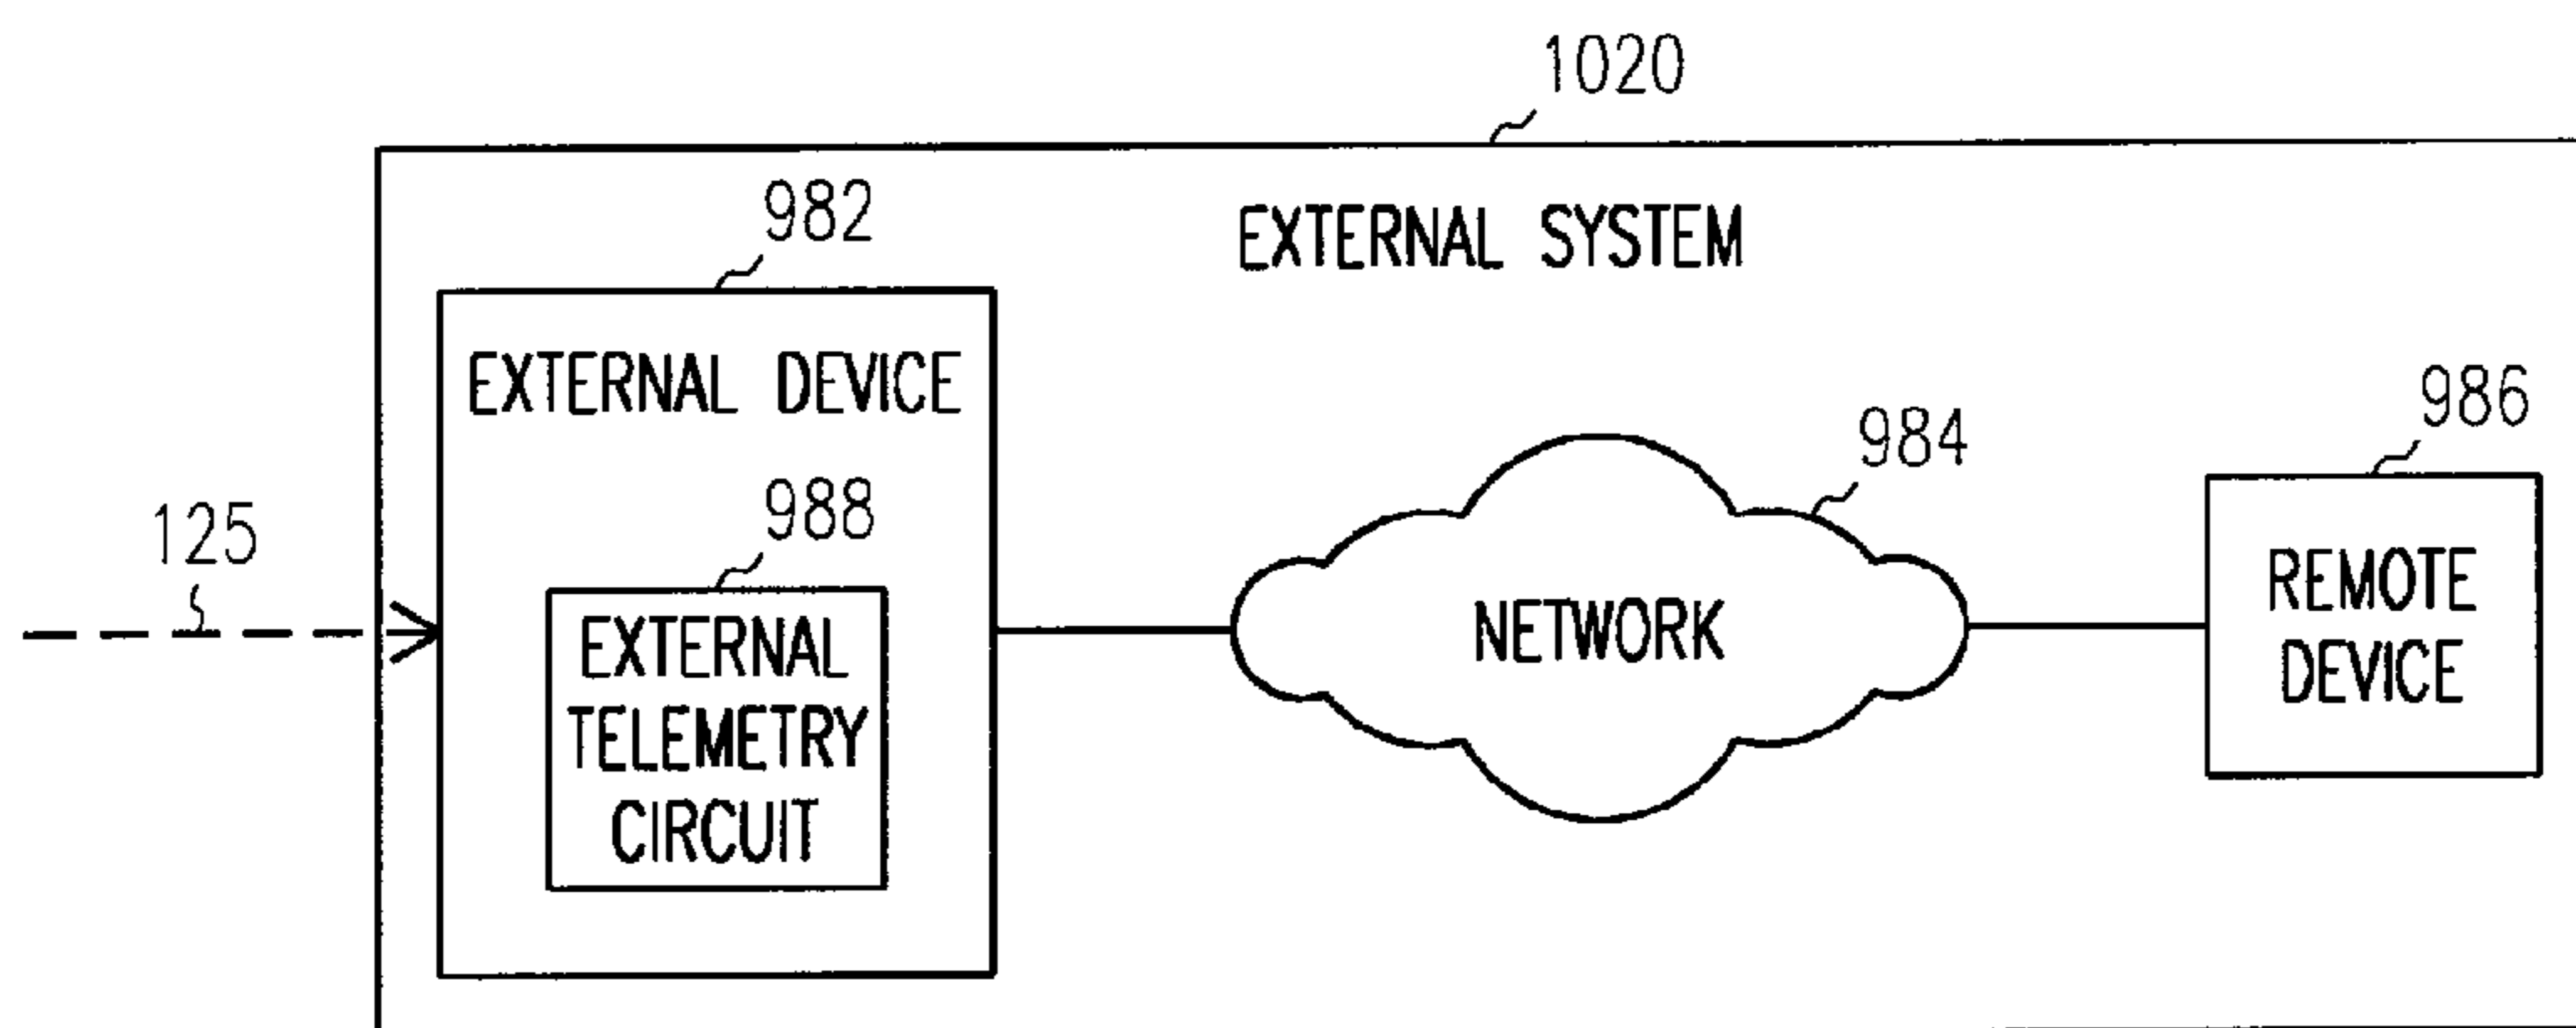 1020
EXTERNAL SYSTEM
982
EXTERNAL DEVICE
988
EXTERNAL
TELEMETRY
CIRCUIT
125
984
NETWORK
986
REMOTE
DEVICE